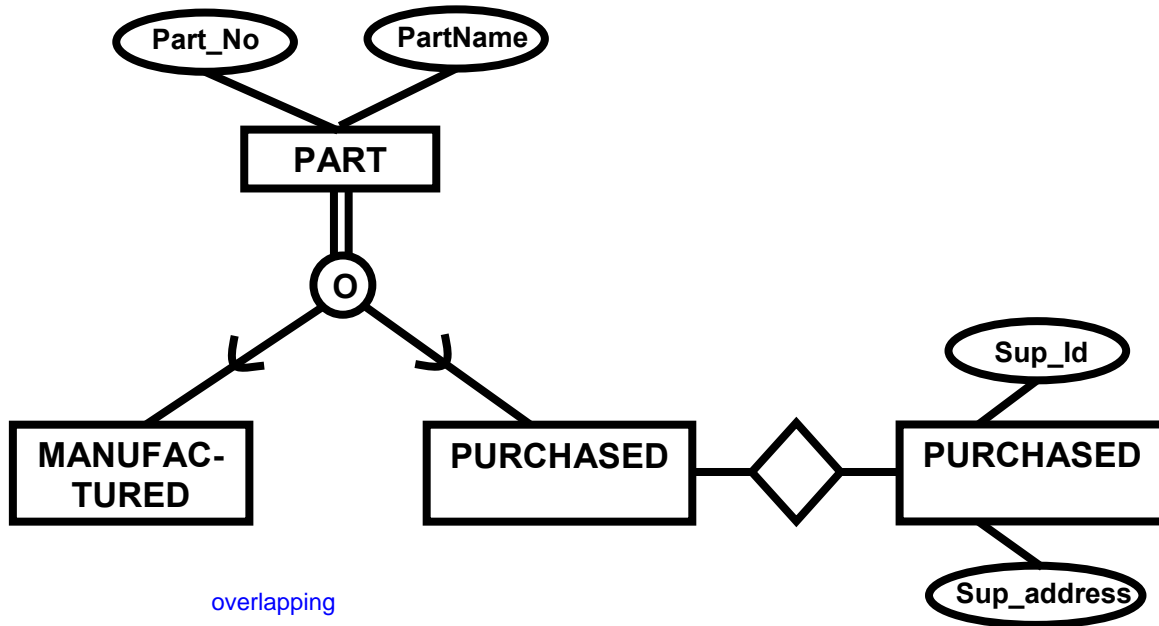 Part_No
PartName
PART
O
Sup_Id
MANUFAC-
TURED
PURCHASED
PURCHASED
Sup_address
overlapping